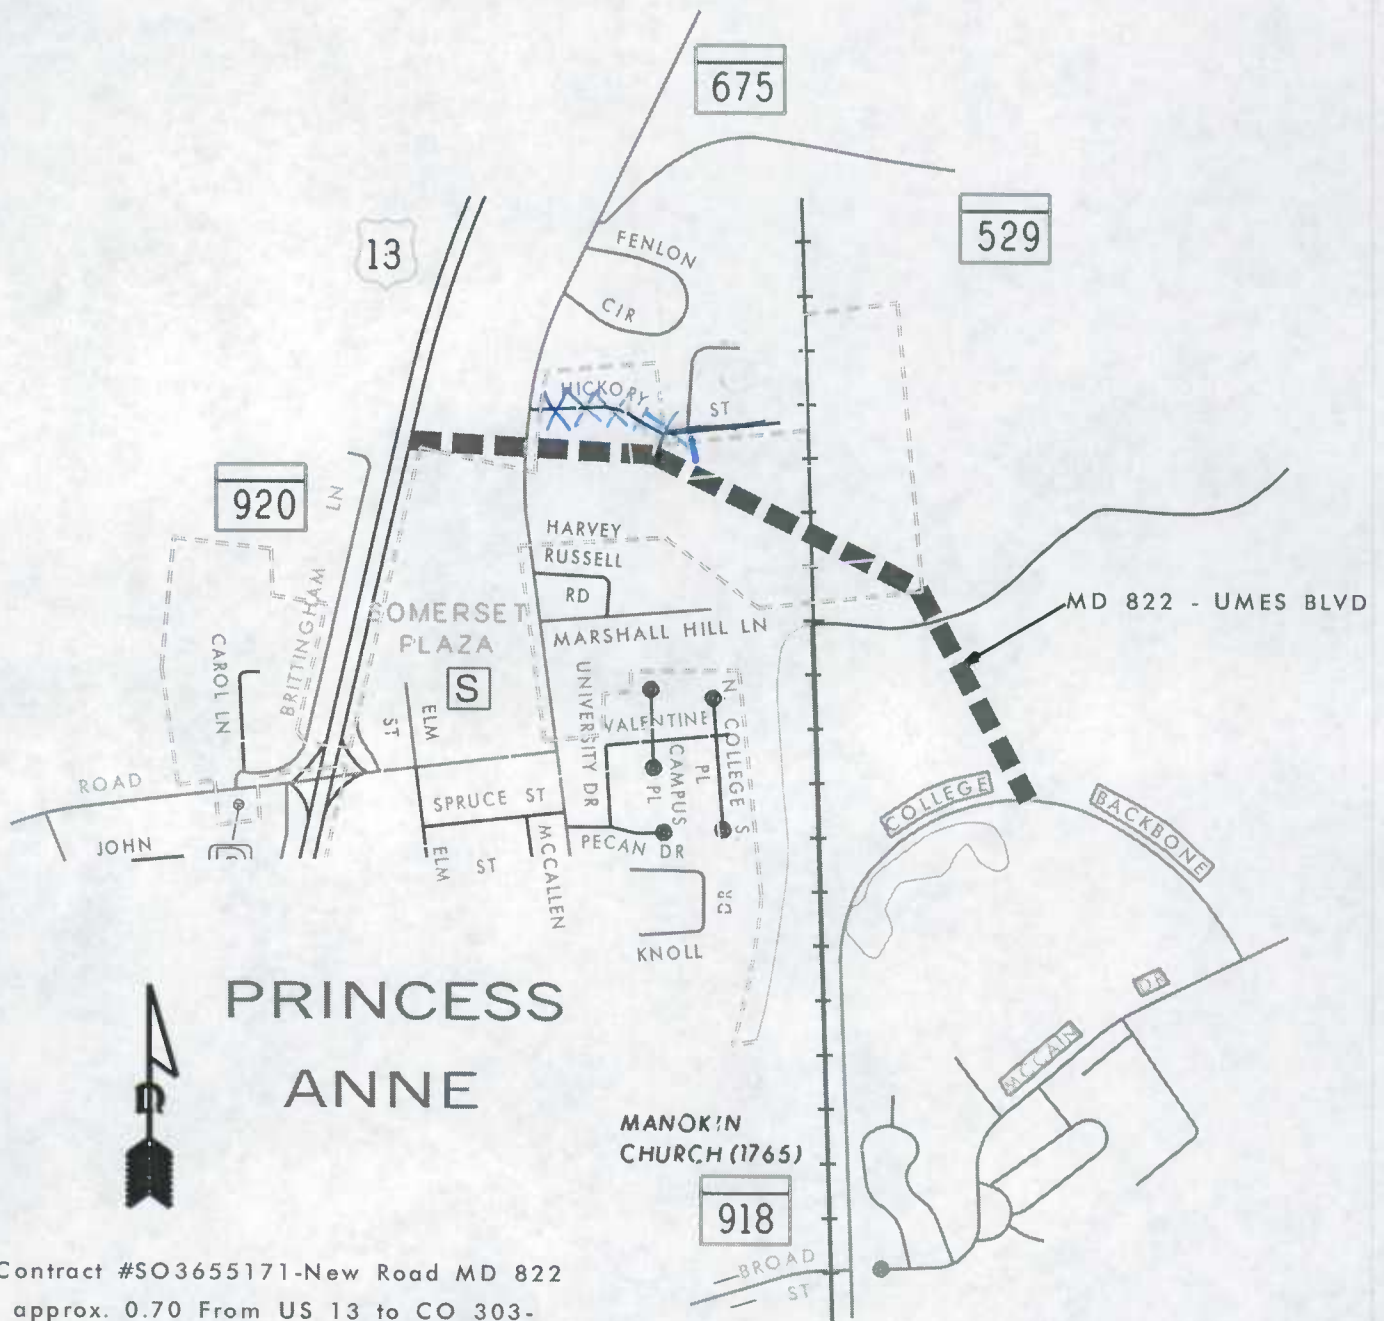 675
529
13
FENLON
CIR
HICKORY
ST
920
BRITTINGHAM LN
HARVEY
RUSSELL
RD
SOMERSET
PLAZA
S
MARSHALL HILL LN
MD 822 - UMES BLVD
CAROL LN
ELM
ST
UNIVERSITY DR
VALENTINE
CAMPUS
PL
N
COLLEGE
PL
S
ROAD
JOHN
SPRUCE ST
ELM
ST
MCCALLEN
PECAN DR
KNOLL
COLLEGE
BACKBONE
MCCAIN
DR
PRINCESS
ANNE
MANOKIN
CHURCH (1765)
918
BROAD
ST
Contract #SO3655171-New Road MD 822
approx. 0.70 From US 13 to CO 303-